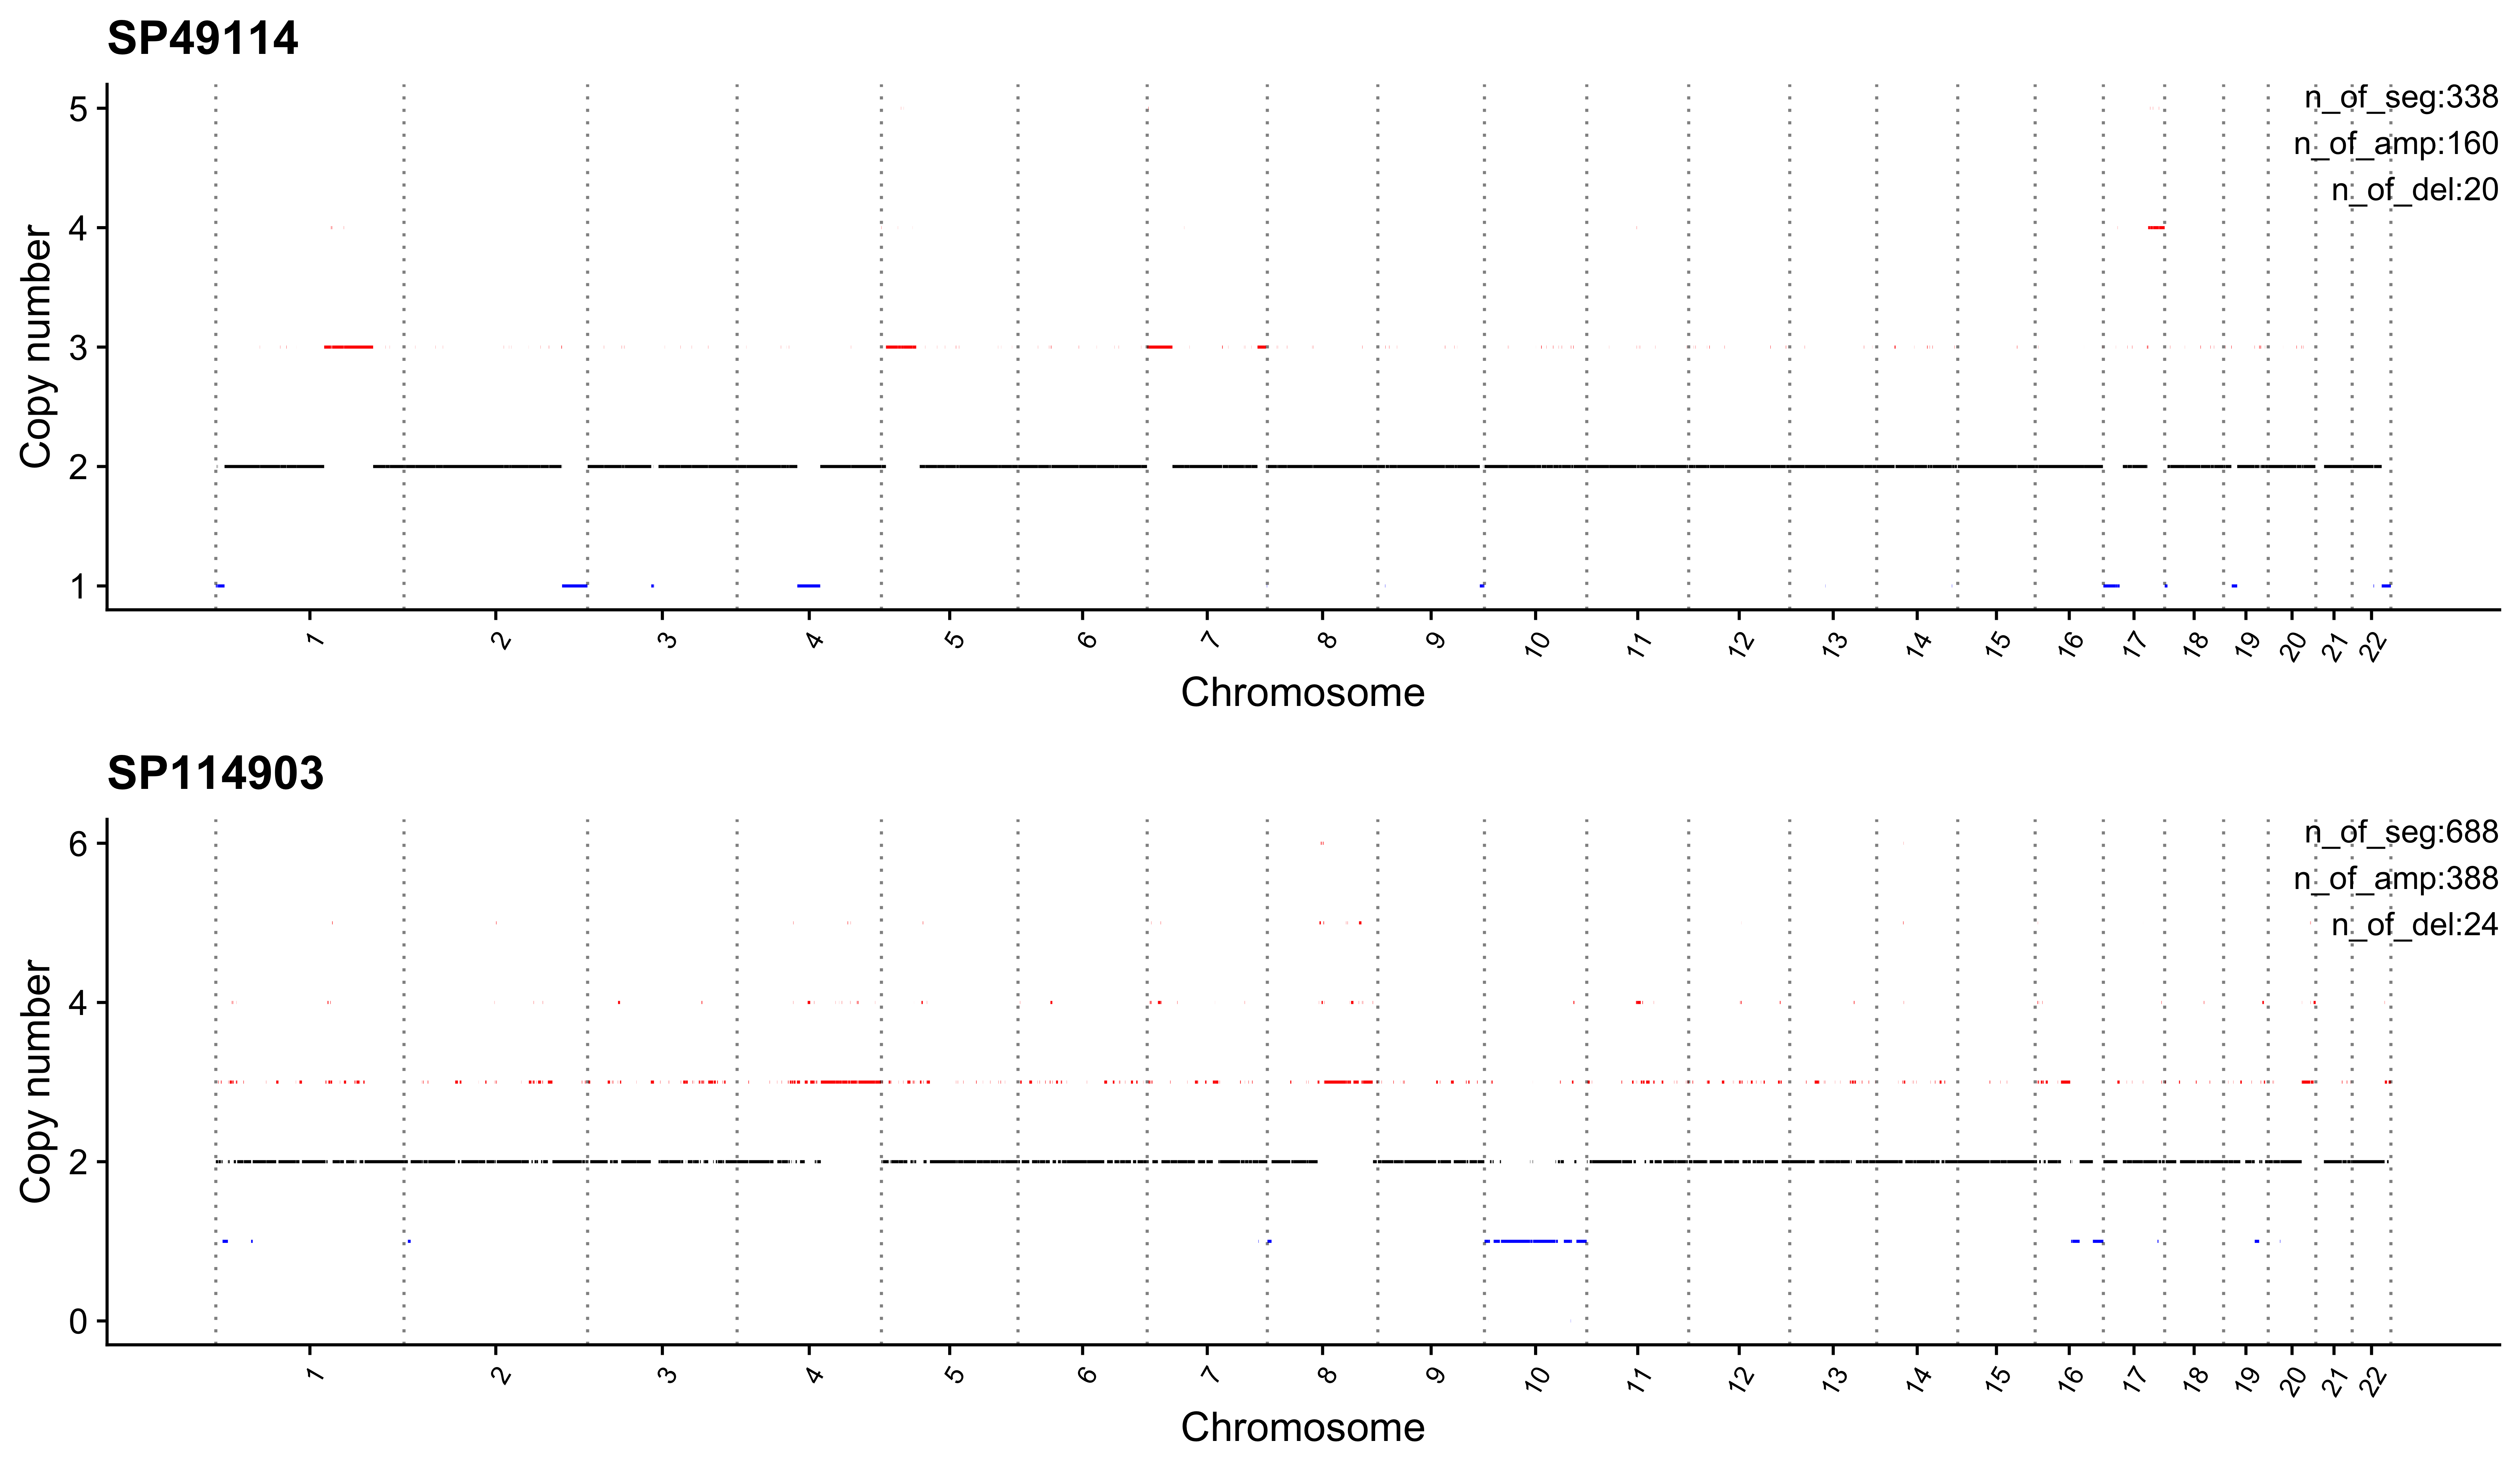 SP49114
n_of_seg:338
n_of_amp:160
n_of_del:20
Copy number
5
4
3
2
1
1 2 3 4 5 6 7 8 9 10 11 12 13 14 15 16 17 18 19 20 21 22
Chromosome
SP114903
n_of_seg:688
n_of_amp:388
n_of_del:24
Copy number
6
4
2
0
1 2 3 4 5 6 7 8 9 10 11 12 13 14 15 16 17 18 19 20 21 22
Chromosome